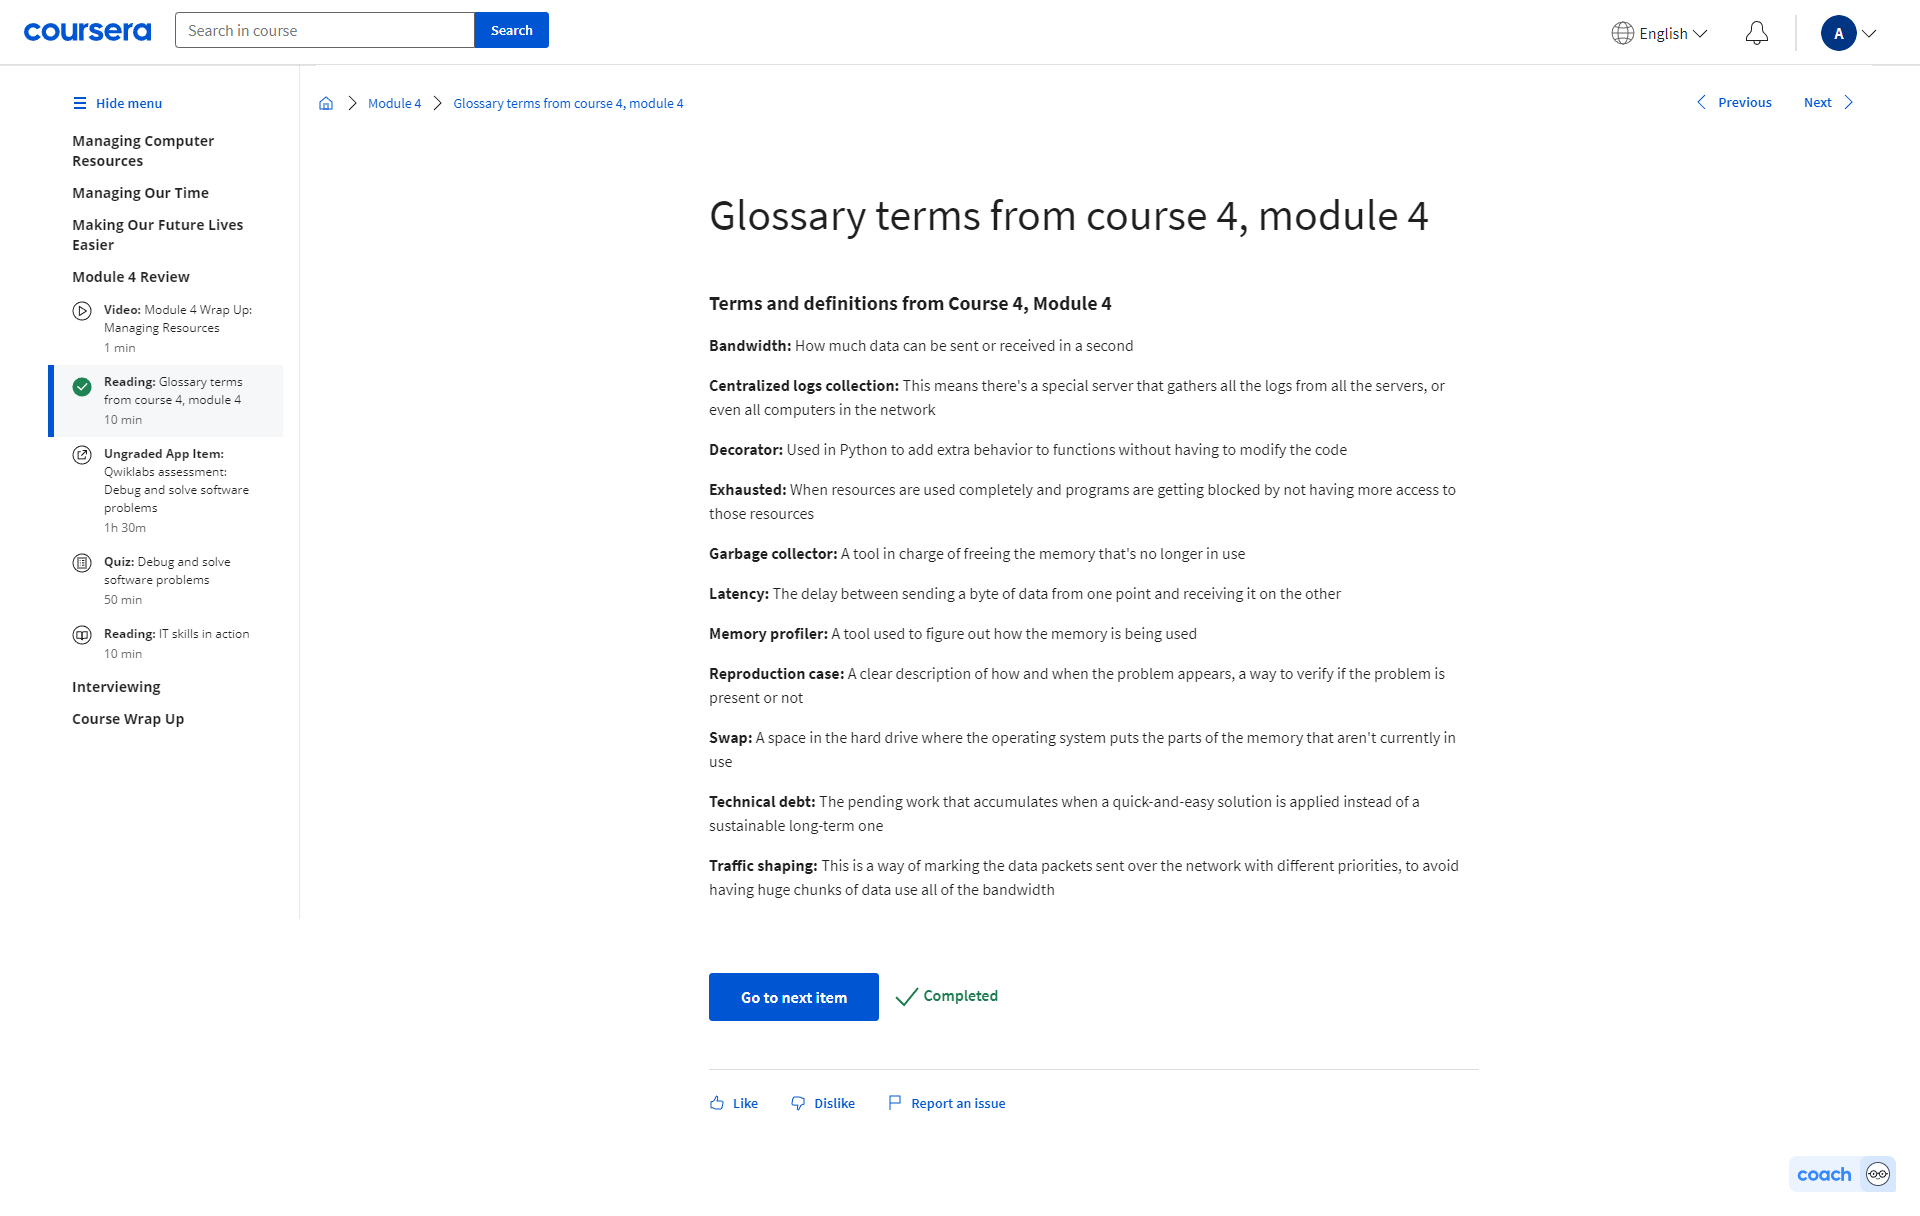 coursera
Search in course
Search
English
A
Hide menu
Managing Computer
Resources
Managing Our Time
Making Our Future Lives
Easier
Module 4 Review
Video: Module 4 Wrap Up:
Managing Resources
1 min
Reading: Glossary terms
from course 4, module 4
10 min
Ungraded App Item:
Qwiklabs assessment:
Debug and solve software
problems
1h 30m
Quiz: Debug and solve
software problems
50 min
Reading: IT skills in action
10 min
Interviewing
Course Wrap Up
Module 4
Glossary terms from course 4, module 4
Previous
Next
Glossary terms from course 4, module 4
Terms and definitions from Course 4, Module 4
Bandwidth: How much data can be sent or received in a second
Centralized logs collection: This means there's a special server that gathers all the logs from all the servers, or
even all computers in the network
Decorator: Used in Python to add extra behavior to functions without having to modify the code
Exhausted: When resources are used completely and programs are getting blocked by not having more access to
those resources
Garbage collector: A tool in charge of freeing the memory that's no longer in use
Latency: The delay between sending a byte of data from one point and receiving it on the other
Memory profiler: A tool used to figure out how the memory is being used
Reproduction case: A clear description of how and when the problem appears, a way to verify if the problem is
present or not
Swap: A space in the hard drive where the operating system puts the parts of the memory that aren't currently in
use
Technical debt: The pending work that accumulates when a quick-and-easy solution is applied instead of a
sustainable long-term one
Traffic shaping: This is a way of marking the data packets sent over the network with different priorities, to avoid
having huge chunks of data use all of the bandwidth
Go to next item
Completed
Like
Dislike
Report an issue
coach